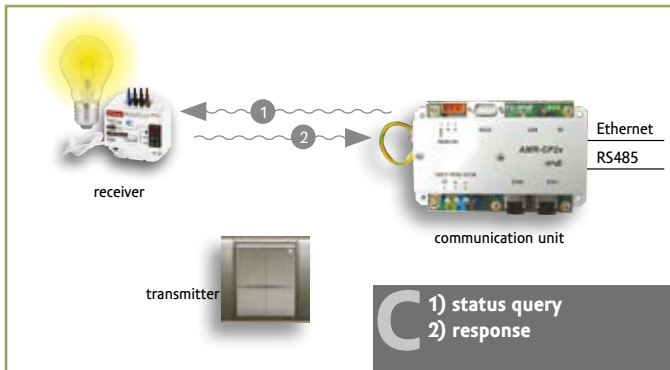 1
2
receiver
AMR-CP2x
Ethernet
RS485
communication unit
transmitter
C
1) status query
2) response